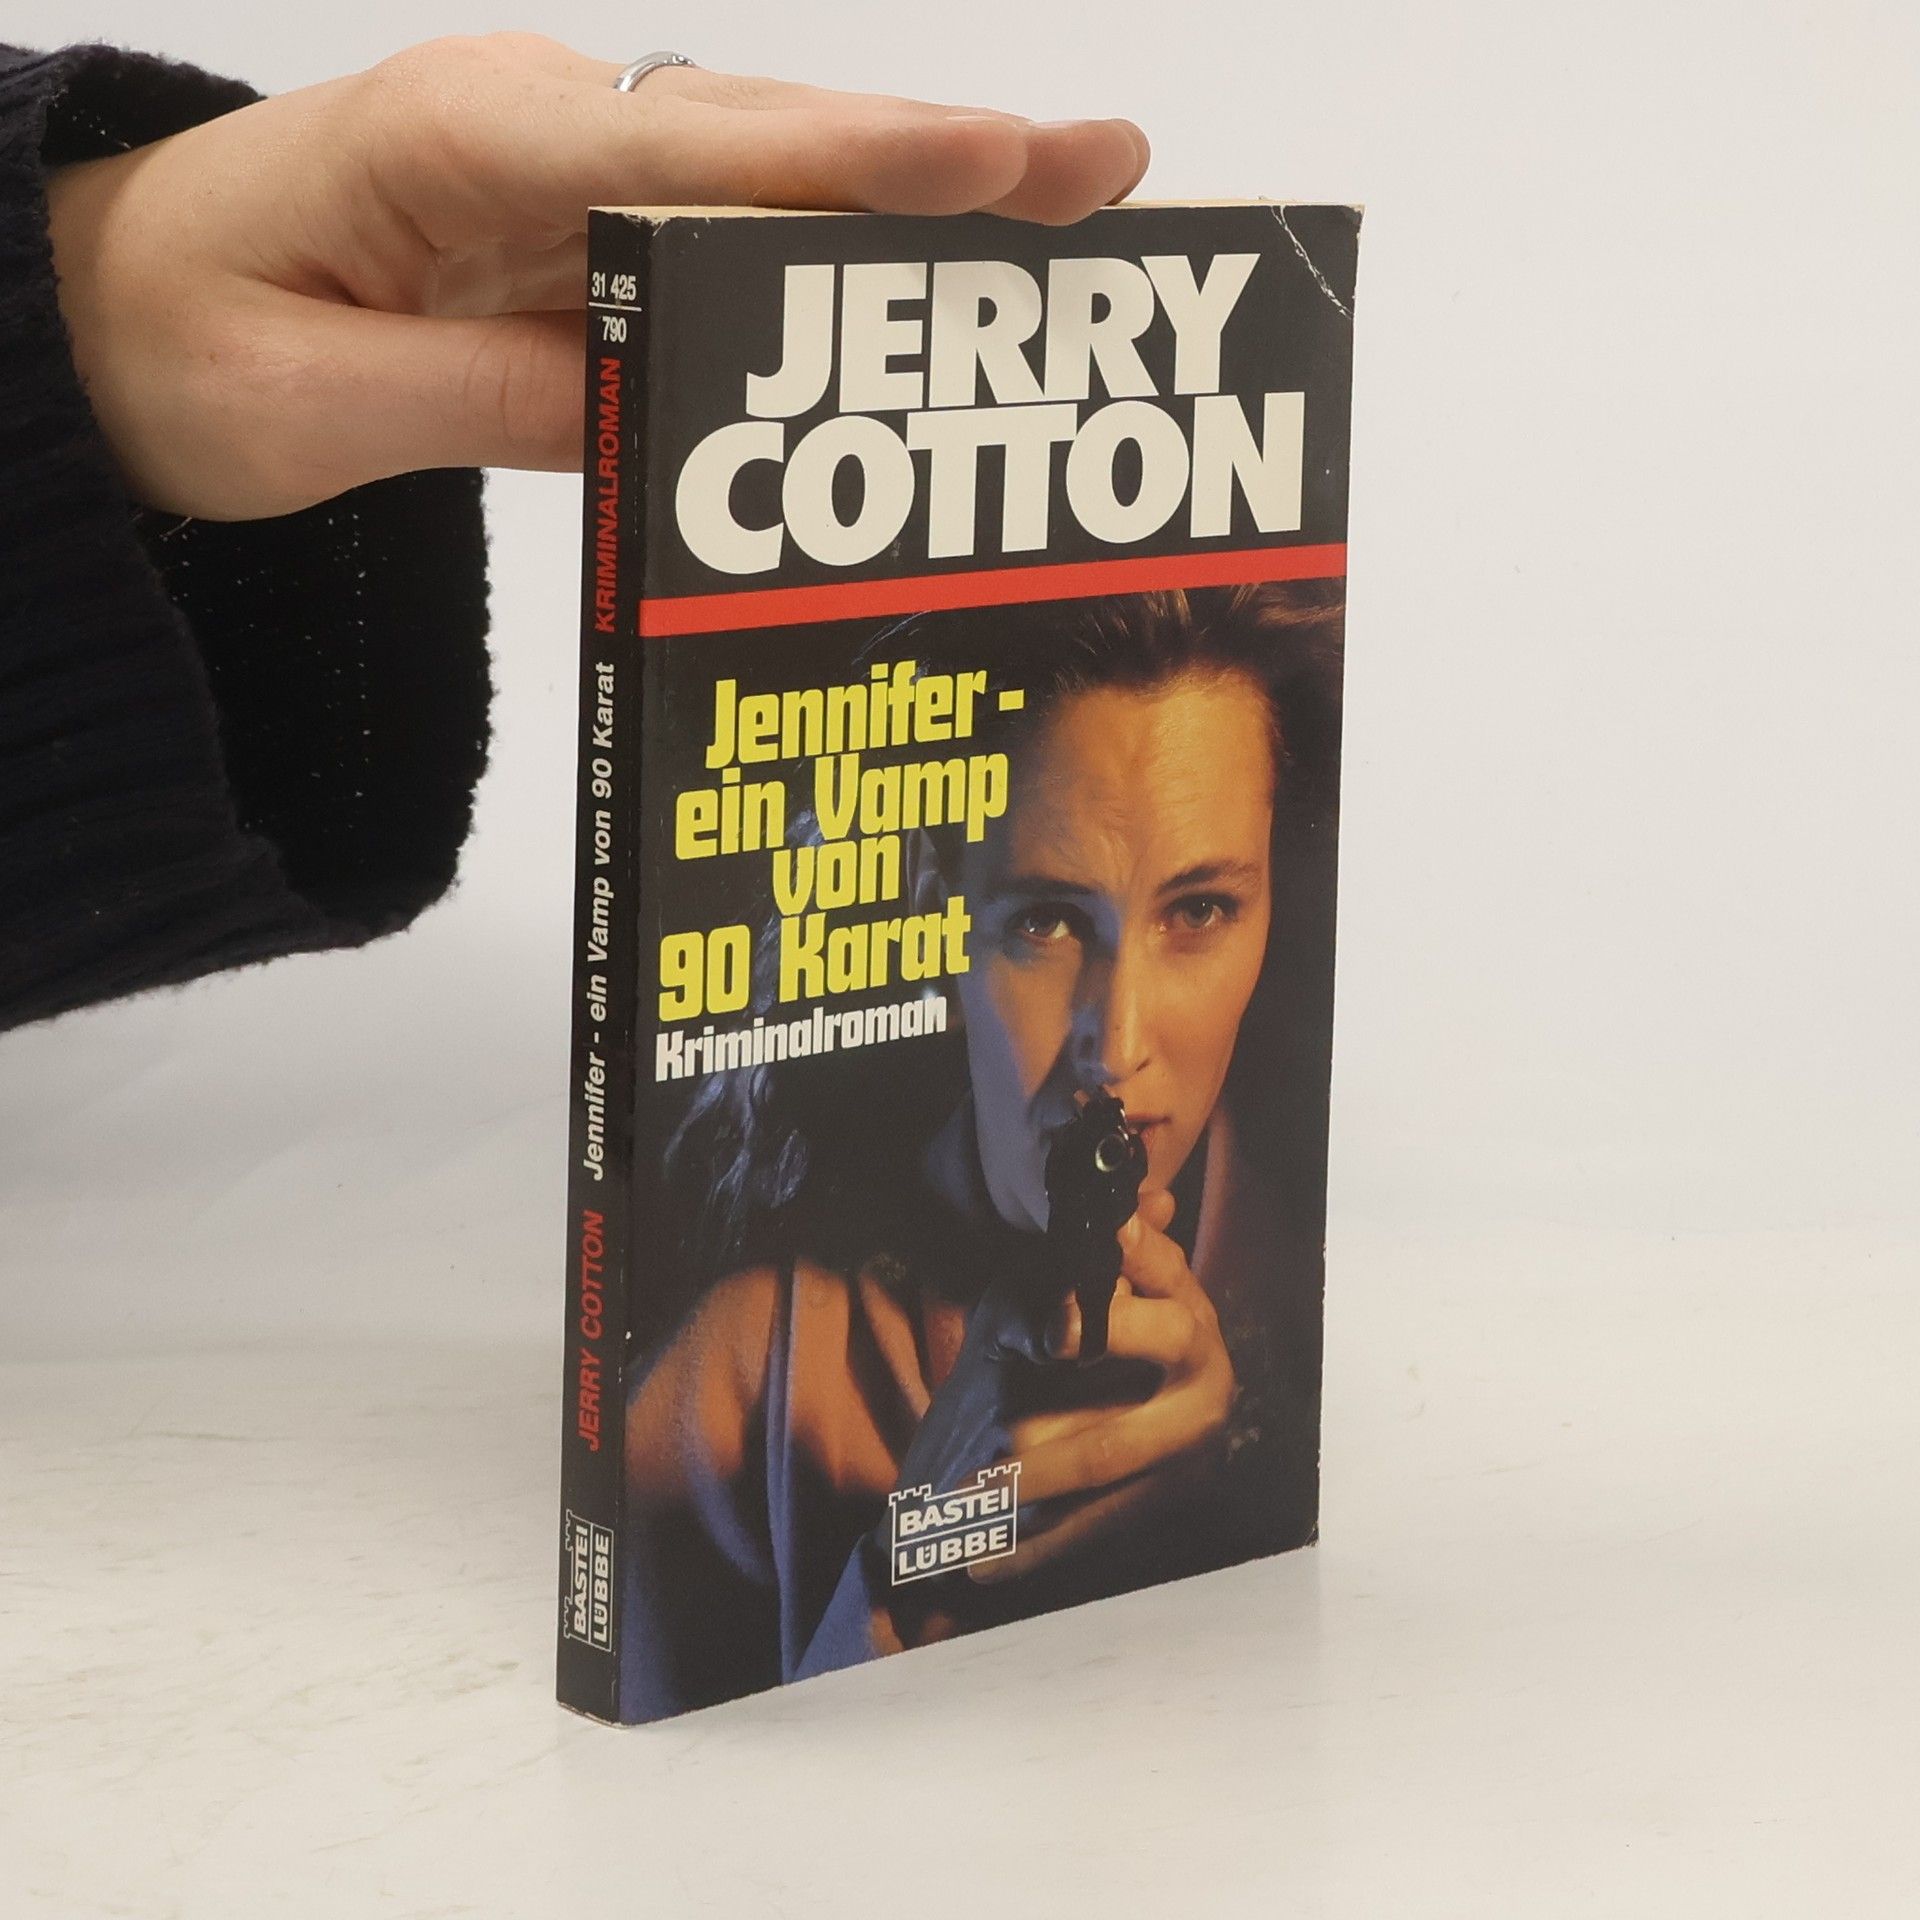 31 425
790
KRIMINALROMAN
Jennifer - ein Vamp von 90 Karat
JERRY COTTON
BASTEI
LÜBBE
JERRY
COTTON
Jennifer -
ein Vamp
von
90 Karat
Kriminalroman
BASTEI
LÜBBE